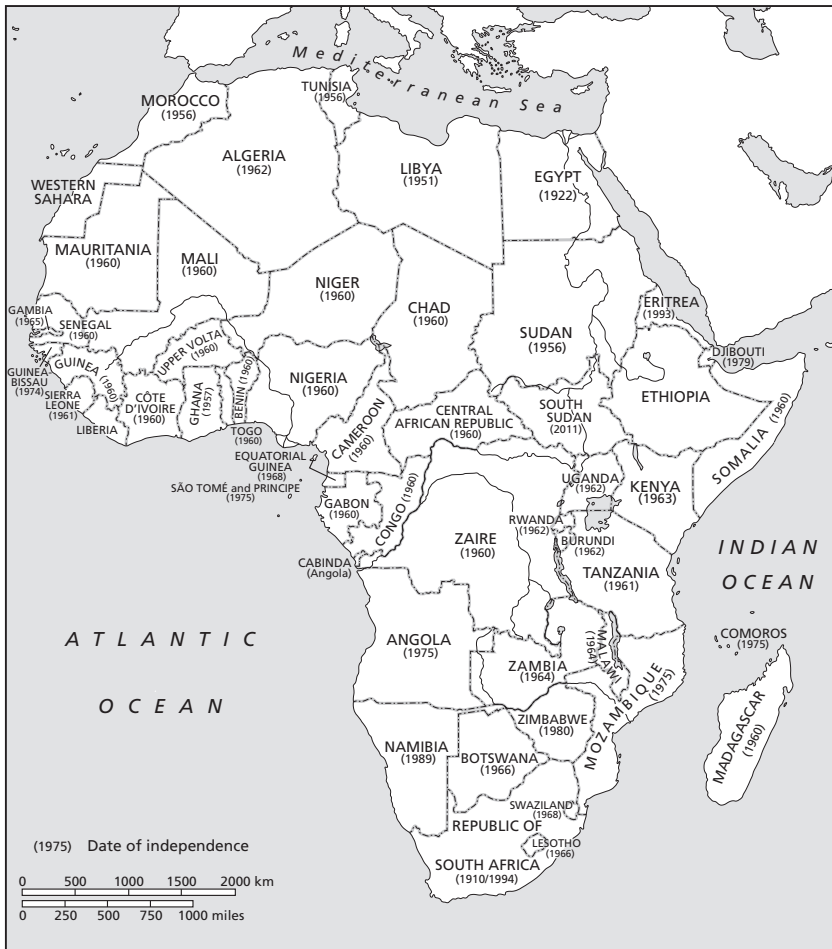 Mediterranean Sea
MOROCCO
(1956)
TUNISIA
(1956)
ALGERIA
(1962)
LIBYA
(1951)
EGYPT
(1922)
WESTERN
SAHARA
MAURITANIA
(1960)
MALI
(1960)
NIGER
(1960)
CHAD
(1960)
SUDAN
(1956)
ERITREA
(1993)
DJIBOUTI
(1979)
GAMBIA
(1965)
SENEGAL
(1960)
GUINEA-
BISSAU
(1974)
GUINEA
(1960)
SIERRA
LEONE
(1961)
LIBERIA
CÔTE
D'IVOIRE
(1960)
UPPER VOLTA
(1960)
GHANA
(1957)
BENIN (1960)
TOGO
(1960)
NIGERIA
(1960)
CAMEROON
(1960)
CENTRAL
AFRICAN REPUBLIC
(1960)
SOUTH
SUDAN
(2011)
ETHIOPIA
SOMALIA (1960)
EQUATORIAL
GUINEA
(1968)
SÃO TOMÉ and PRINCIPE
(1975)
GABON
(1960)
CONGO (1960)
CABINDA
(Angola)
ZAIRE
(1960)
UGANDA
(1962)
KENYA
(1963)
RWANDA
(1962)
BURUNDI
(1962)
TANZANIA
(1961)
INDIAN
OCEAN
ATLANTIC
OCEAN
ANGOLA
(1975)
ZAMBIA
(1964)
MALAWI
(1964)
MOZAMBIQUE
(1975)
COMOROS
(1975)
MADAGASCAR
(1960)
ZIMBABWE
(1980)
NAMIBIA
(1989)
BOTSWANA
(1966)
SWAZILAND
(1968)
LESOTHO
(1966)
REPUBLIC OF
SOUTH AFRICA
(1910/1994)
(1975) Date of independence
0 500 1000 1500 2000 km
0 250 500 750 1000 miles